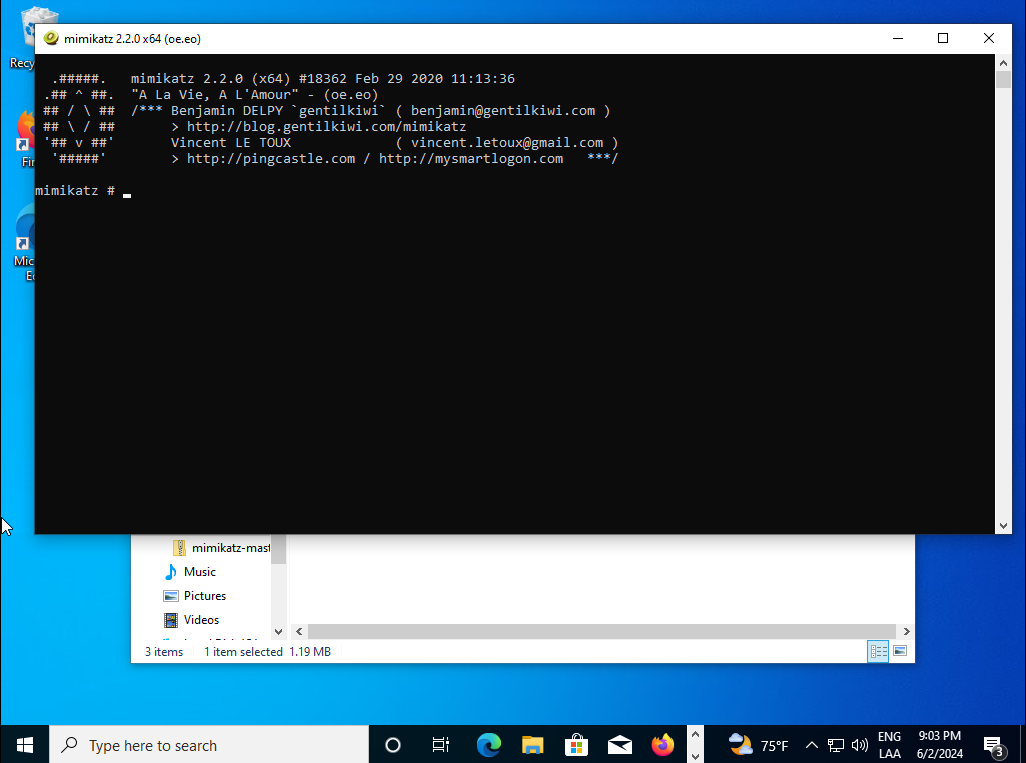 Recy
mimikatz 2.2.0 x64 (oe.eo)
.#####.   mimikatz 2.2.0 (x64) #18362 Feb 29 2020 11:13:36
.## ^ ##.  "A La Vie, A L'Amour" - (oe.eo)
## / \ ##  /*** Benjamin DELPY `gentilkiwi` ( benjamin@gentilkiwi.com )
## \ / ##       > http://blog.gentilkiwi.com/mimikatz
'## v ##'       Vincent LE TOUX             ( vincent.letoux@gmail.com )
'#####'        > http://pingcastle.com / http://mysmartlogon.com   ***/
mimikatz #
Fir
Mic
Ed
mimikatz-mast
Music
Pictures
Videos
3 items 1 item selected 1.19 MB
Type here to search
75°F
ENG
LAA
9:03 PM
6/2/2024
3